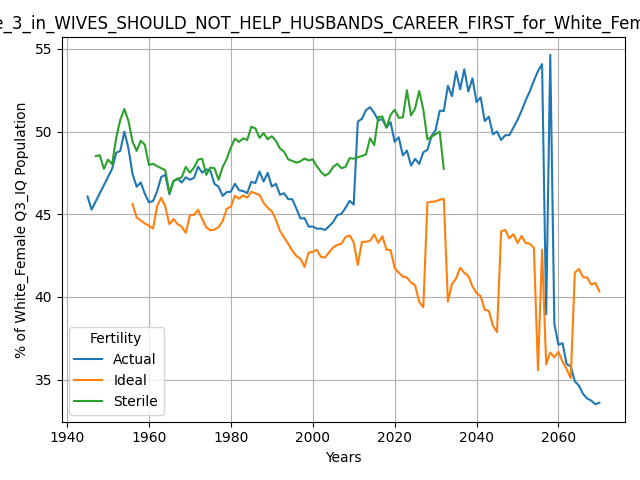 e_3_in_WIVES_SHOULD_NOT_HELP_HUSBANDS_CAREER_FIRST_for_White_Fem
% of White_Female Q3_IQ Population
55
50
45
40
35
Fertility
Actual
Ideal
Sterile
1940 1960 1980 2000 2020 2040 2060
Years